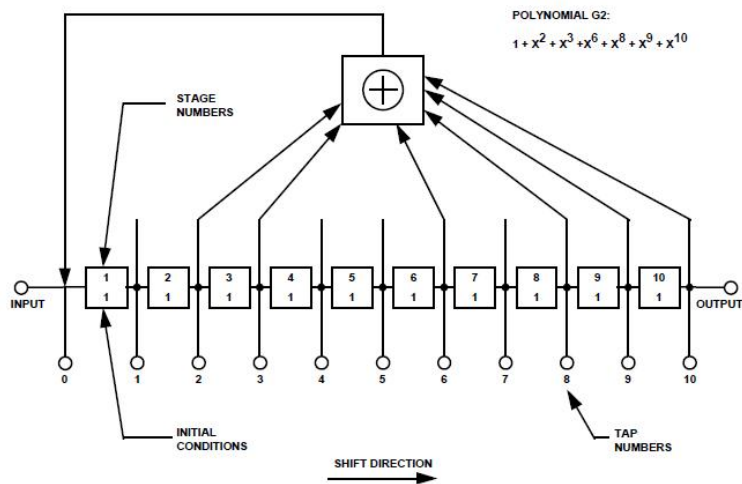 POLYNOMIAL G2:
1 + X² + X³ +X⁶ + X⁸ + X⁹ + X¹⁰
STAGE
NUMBERS
1 2 3 4 5 6 7 8 9 10
1 1 1 1 1 1 1 1 1 1
INPUT
OUTPUT
0 1 2 3 4 5 6 7 8 9 10
INITIAL
CONDITIONS
TAP
NUMBERS
SHIFT DIRECTION